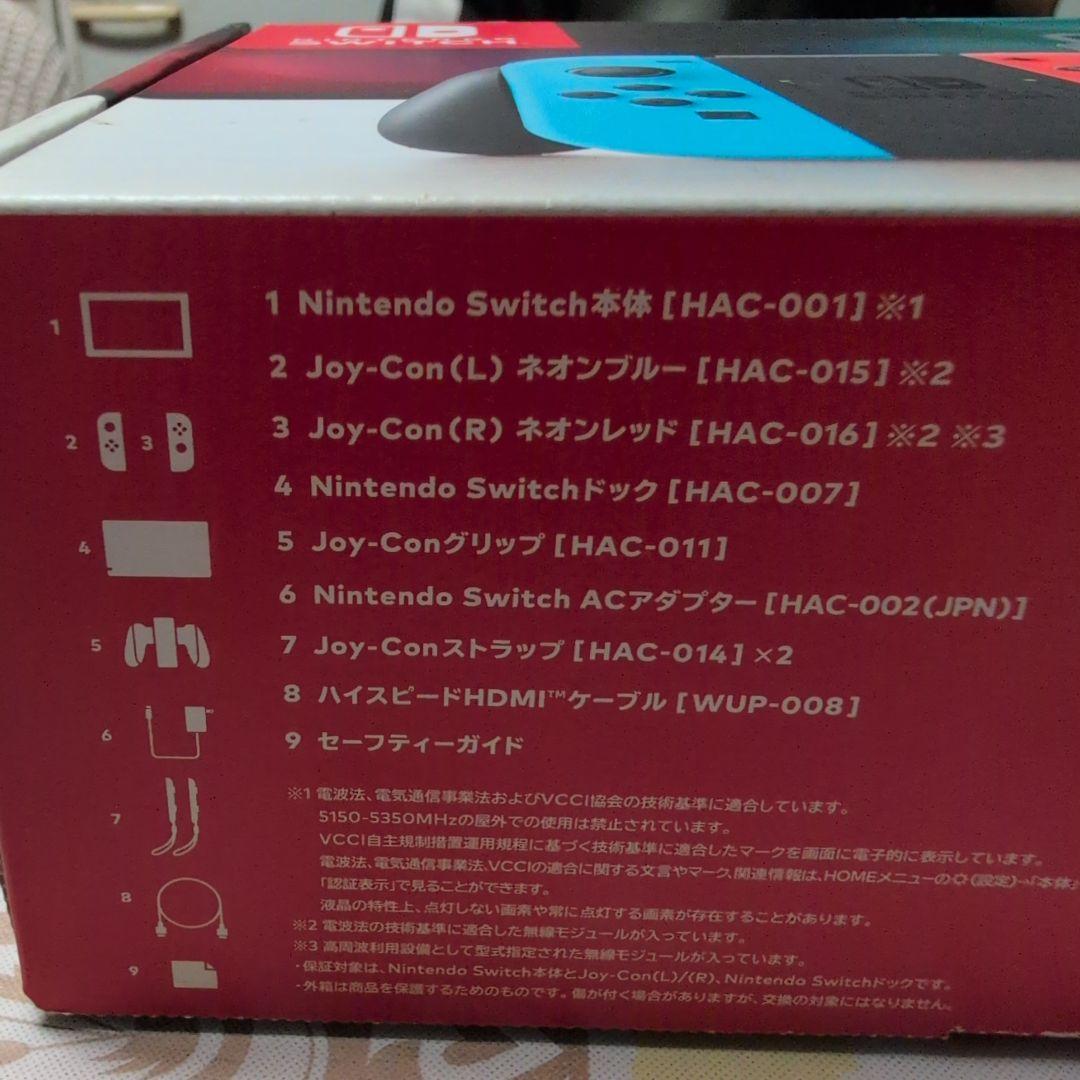 SWITCH
1 Nintendo Switch本体 [HAC-001] ※1
2 Joy-Con(L) ネオンブルー [HAC-015] ※2
3 Joy-Con(R) ネオンレッド [HAC-016] ※2 ※3
4 Nintendo Switchドック [HAC-007]
5 Joy-Conグリップ [HAC-011]
6 Nintendo Switch ACアダプター [HAC-002(JPN)]
7 Joy-Conストラップ [HAC-014] ×2
8 ハイスピードHDMI™ケーブル [WUP-008]
9 セーフティーガイド
1
2 3
4
5
6
7
8
9
※1 電波法、電気通信事業法およびVCCI協会の技術基準に適合しています。
5150-5350MHzの屋外での使用は禁止されています。
VCCI自主規制措置運用規程に基づく技術基準に適合したマークを画面に電子的に表示しています。
電波法、電気通信事業法、VCCIの適合に関する文言やマーク、関連情報は、HOMEメニューの(設定)→「本体」
「認証表示」で見ることができます。
液晶の特性上、点灯しない画素や常に点灯する画素が存在することがあります。
※2 電波法の技術基準に適合した無線モジュールが入っています。
※3 高周波利用設備として型式指定された無線モジュールが入っています。
・保証対象は、Nintendo Switch本体とJoy-Con(L)/(R)、Nintendo Switchドックです。
・外箱は商品を保護するためのものです。傷が付く場合がありますが、交換の対象にはなりません。